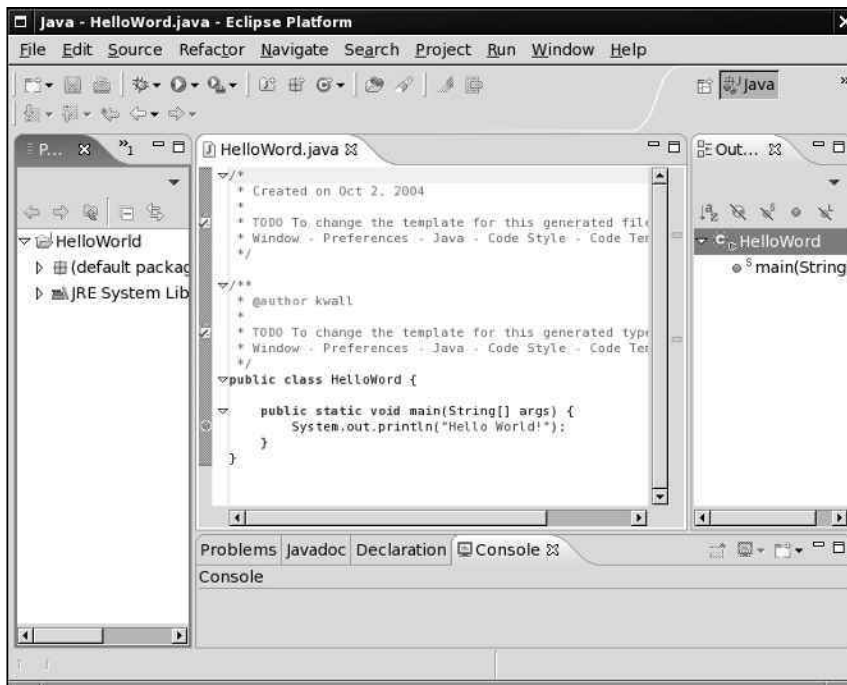 Java - HelloWord.java - Eclipse Platform
File Edit Source Refactor Navigate Search Project Run Window Help
Java
P...
»1
HelloWord.java
Out...
HelloWorld
(default packag
JRE System Lib
/*
* Created on Oct 2, 2004
*
* TODO To change the template for this generated file
* Window - Preferences - Java - Code Style - Code Tem
*/
/**
* @author kwall
*
* TODO To change the template for this generated type
* Window - Preferences - Java - Code Style - Code Tem
*/
public class HelloWord {
public static void main(String[] args) {
System.out.println("Hello World!");
}
}
HelloWord
main(String
Problems Javadoc Declaration Console
Console